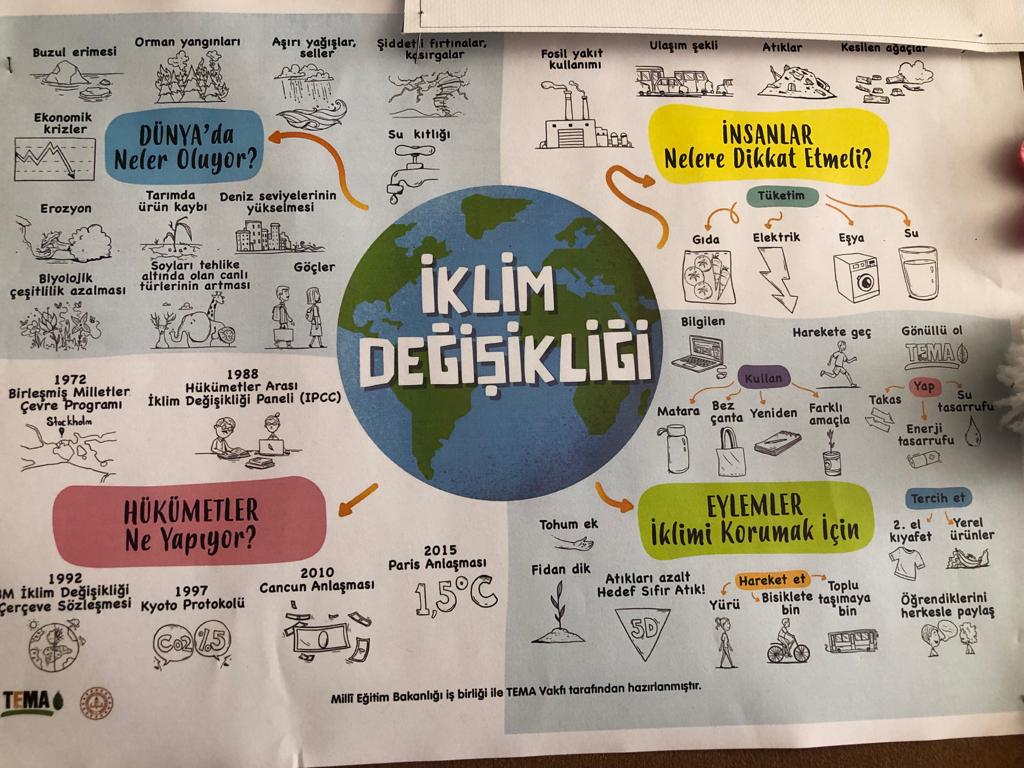 Buzul erimesi
Orman yangınları
Aşırı yağışlar,
seller
Şiddetli fırtınalar,
kasırgalar
Ekonomik
krizler
DÜNYA'da
Neler Oluyor?
Su kıtlığı
Erozyon
Tarımda
ürün kaybı
Deniz seviyelerinin
yükselmesi
Biyolojik
çeşitlilik azalması
Soyları tehlike
altında olan canlı
türlerinin artması
Göçler
Fosil yakıt
kullanımı
Ulaşım şekli
Atıklar
Kesilen ağaçlar
İNSANLAR
Nelere Dikkat Etmeli?
Tüketim
Gıda
Elektrik
Eşya
Su
İKLİM
DEĞİŞİKLİĞİ
1972
Birleşmiş Milletler
Çevre Programı
Stockholm
1988
Hükümetler Arası
İklim Değişikliği Paneli (IPCC)
HÜKÜMETLER
Ne Yapıyor?
BM İklim Değişikliği
Çerçeve Sözleşmesi
1992
1997
Kyoto Protokolü
CO2 %5
2010
Cancun Anlaşması
2015
Paris Anlaşması
1,5°C
Bilgilen
Harekete geç
Gönüllü ol
TEMA
Kullan
Matara
Bez
çanta
Yeniden
Farklı
amaçla
Yap
Takas
Su
tasarrufu
Enerji
tasarrufu
EYLEMLER
İklimi Korumak İçin
Tohum ek
Fidan dik
Atıkları azalt
Hedef Sıfır Atık!
5D
Hareket et
Yürü
Bisiklete
bin
Toplu
taşımaya
bin
Tercih et
2. el
kıyafet
Yerel
ürünler
Öğrendiklerini
herkesle paylaş
TEMA
Millî Eğitim Bakanlığı iş birliği ile TEMA Vakfı tarafından hazırlanmıştır.